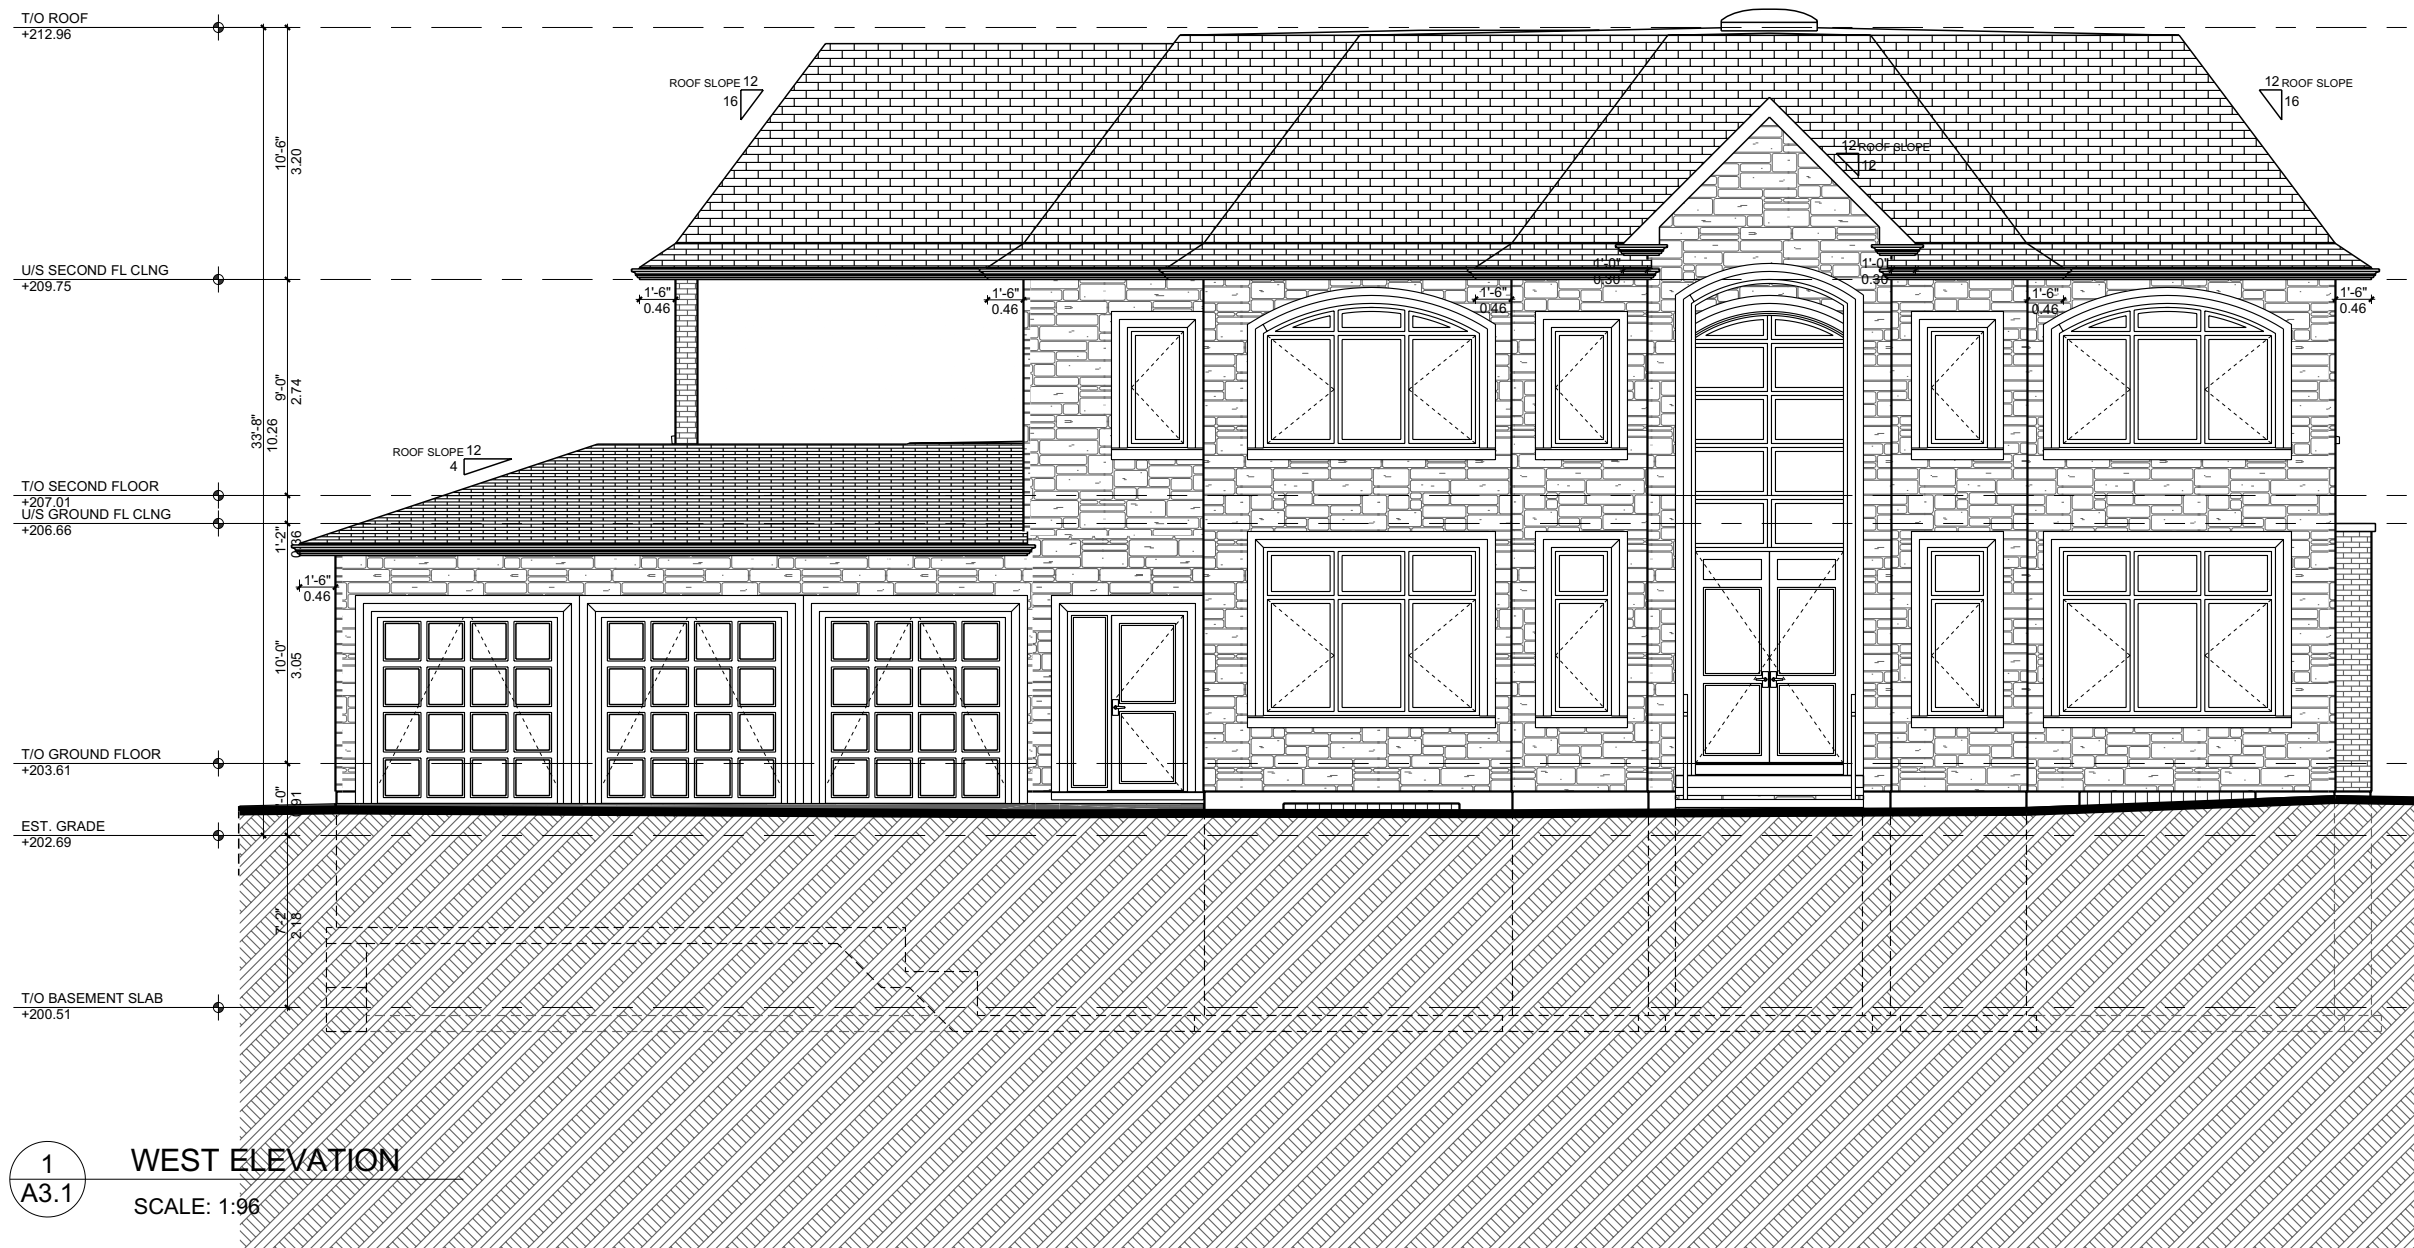 T/O ROOF
+212.96
ROOF SLOPE 12
16
12 ROOF SLOPE
16
12 ROOF SLOPE
12
10'-6"
3.20
U/S SECOND FL CLNG
+209.75
1'-6"
0.46
1'-6"
0.46
1'-6"
0.46
1'-0"
0.30
1'-0"
0.30
1'-6"
0.46
1'-6"
0.46
9'-0"
2.74
33'-8"
10.26
ROOF SLOPE 12
4
T/O SECOND FLOOR
+207.01
U/S GROUND FL CLNG
+206.66
1'-2"
0.36
1'-6"
0.46
10'-0"
3.05
T/O GROUND FLOOR
+203.61
EST. GRADE
+202.69
7'-2"
2.18
T/O BASEMENT SLAB
+200.51
1
A3.1
WEST ELEVATION
SCALE: 1:96